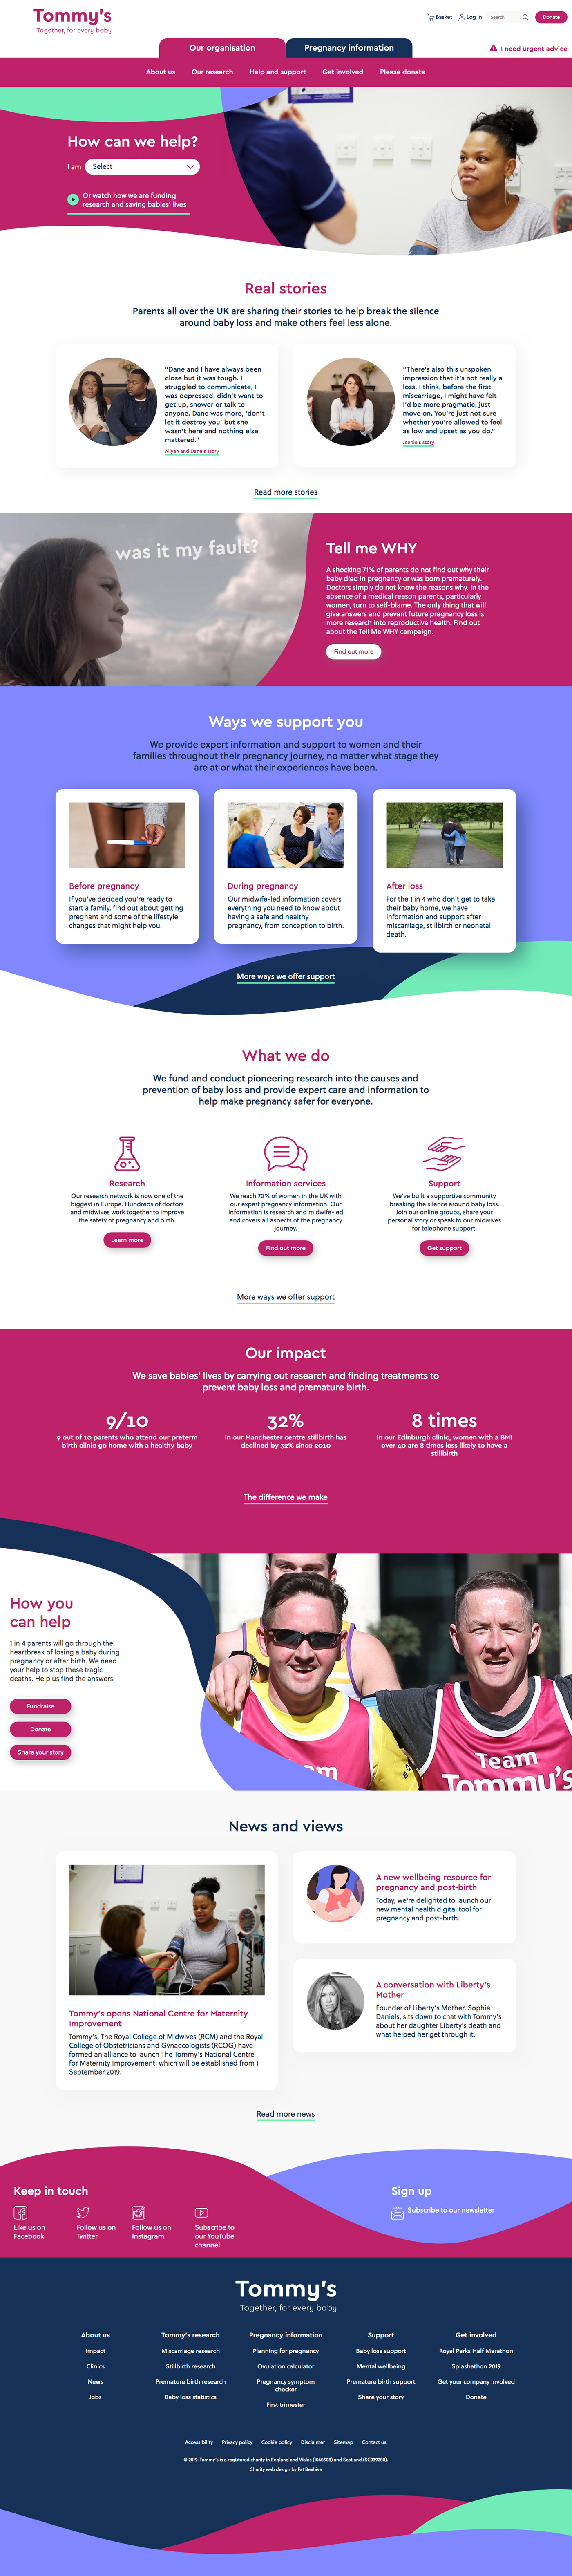 Tommy's
Together, for every baby
Basket
Log in
Search
Donate
Our organisation
Pregnancy information
I need urgent advice
About us
Our research
Help and support
Get involved
Please donate
How can we help?
I am
Select
Or watch how we are funding
research and saving babies' lives
Real stories
Parents all over the UK are sharing their stories to help break the silence
around baby loss and make others feel less alone.
"Dane and I have always been
close but it was tough. I
struggled to communicate, I
was depressed, didn't want to
get up, shower or talk to
anyone. Dane was more, 'don't
let it destroy you' but she
wasn't here and nothing else
mattered."
Aliyah and Dane's story
"There's also this unspoken
impression that it's not really a
loss. I think, before the first
miscarriage, I might have felt
I'd be more pragmatic, just
move on. You're just not sure
whether you're allowed to feel
as low and upset as you do."
Jennie's story
Read more stories
was it my fault?
Tell me WHY
A shocking 71% of parents do not find out why their
baby died in pregnancy or was born prematurely.
Doctors simply do not know the reasons why. In the
absence of a medical reason parents, particularly
women, turn to self-blame. The only thing that will
give answers and prevent future pregnancy loss is
more research into reproductive health. Find out
about the Tell Me WHY campaign.
Find out more
Ways we support you
We provide expert information and support to women and their
families throughout their pregnancy journey, no matter what stage they
are at or what their experiences have been.
Before pregnancy
If you've decided you're ready to
start a family, find out about getting
pregnant and some of the lifestyle
changes that might help you.
During pregnancy
Our midwife-led information covers
everything you need to know about
having a safe and healthy
pregnancy, from conception to birth.
After loss
For the 1 in 4 who don't get to take
their baby home, we have
information and support after
miscarriage, stillbirth or neonatal
death.
More ways we offer support
What we do
We fund and conduct pioneering research into the causes and
prevention of baby loss and provide expert care and information to
help make pregnancy safer for everyone.
Research
Our research network is now one of the
biggest in Europe. Hundreds of doctors
and midwives work together to improve
the safety of pregnancy and birth.
Learn more
Information services
We reach 70% of women in the UK with
our expert pregnancy information. Our
information is research and midwife-led
and covers all aspects of the pregnancy
journey.
Find out more
Support
We've built a supportive community
breaking the silence around baby loss.
Join our online groups, share your
personal story or speak to our midwives
for telephone support.
Get support
More ways we offer support
Our impact
We save babies' lives by carrying out research and finding treatments to
prevent baby loss and premature birth.
9/10
9 out of 10 parents who attend our preterm
birth clinic go home with a healthy baby
32%
In our Manchester centre stillbirth has
declined by 32% since 2010
8 times
In our Edinburgh clinic, women with a BMI
over 40 are 8 times less likely to have a
stillbirth
The difference we make
How you
can help
1 in 4 parents will go through the
heartbreak of losing a baby during
pregnancy or after birth. We need
your help to stop these tragic
deaths. Help us find the answers.
Fundraise
Donate
Share your story
Team
Tommy's
News and views
Tommy's opens National Centre for Maternity
Improvement
Tommy's, The Royal College of Midwives (RCM) and the Royal
College of Obstetricians and Gynaecologists (RCOG) have
formed an alliance to launch The Tommy's National Centre
for Maternity Improvement, which will be established from 1
September 2019.
A new wellbeing resource for
pregnancy and post-birth
Today, we're delighted to launch our
new mental health digital tool for
pregnancy and post-birth.
A conversation with Liberty's
Mother
Founder of Liberty's Mother, Sophie
Daniels, sits down to chat with Tommy's
about her daughter Liberty's death and
what helped her get through it.
Read more news
Keep in touch
Like us on
Facebook
Follow us on
Twitter
Follow us on
Instagram
Subscribe to
our YouTube
channel
Sign up
Subscribe to our newsletter
Tommy's
Together, for every baby
About us
Impact
Clinics
News
Jobs
Tommy's research
Miscarriage research
Stillbirth research
Premature birth research
Baby loss statistics
Pregnancy information
Planning for pregnancy
Ovulation calculator
Pregnancy symptom
checker
First trimester
Support
Baby loss support
Mental wellbeing
Premature birth support
Share your story
Get involved
Royal Parks Half Marathon
Splashathon 2019
Get your company involved
Donate
Accessibility
Privacy policy
Cookie policy
Disclaimer
Sitemap
Contact us
© 2019. Tommy's is a registered charity in England and Wales (1060508) and Scotland (SC039280).
Charity web design by Fat Beehive